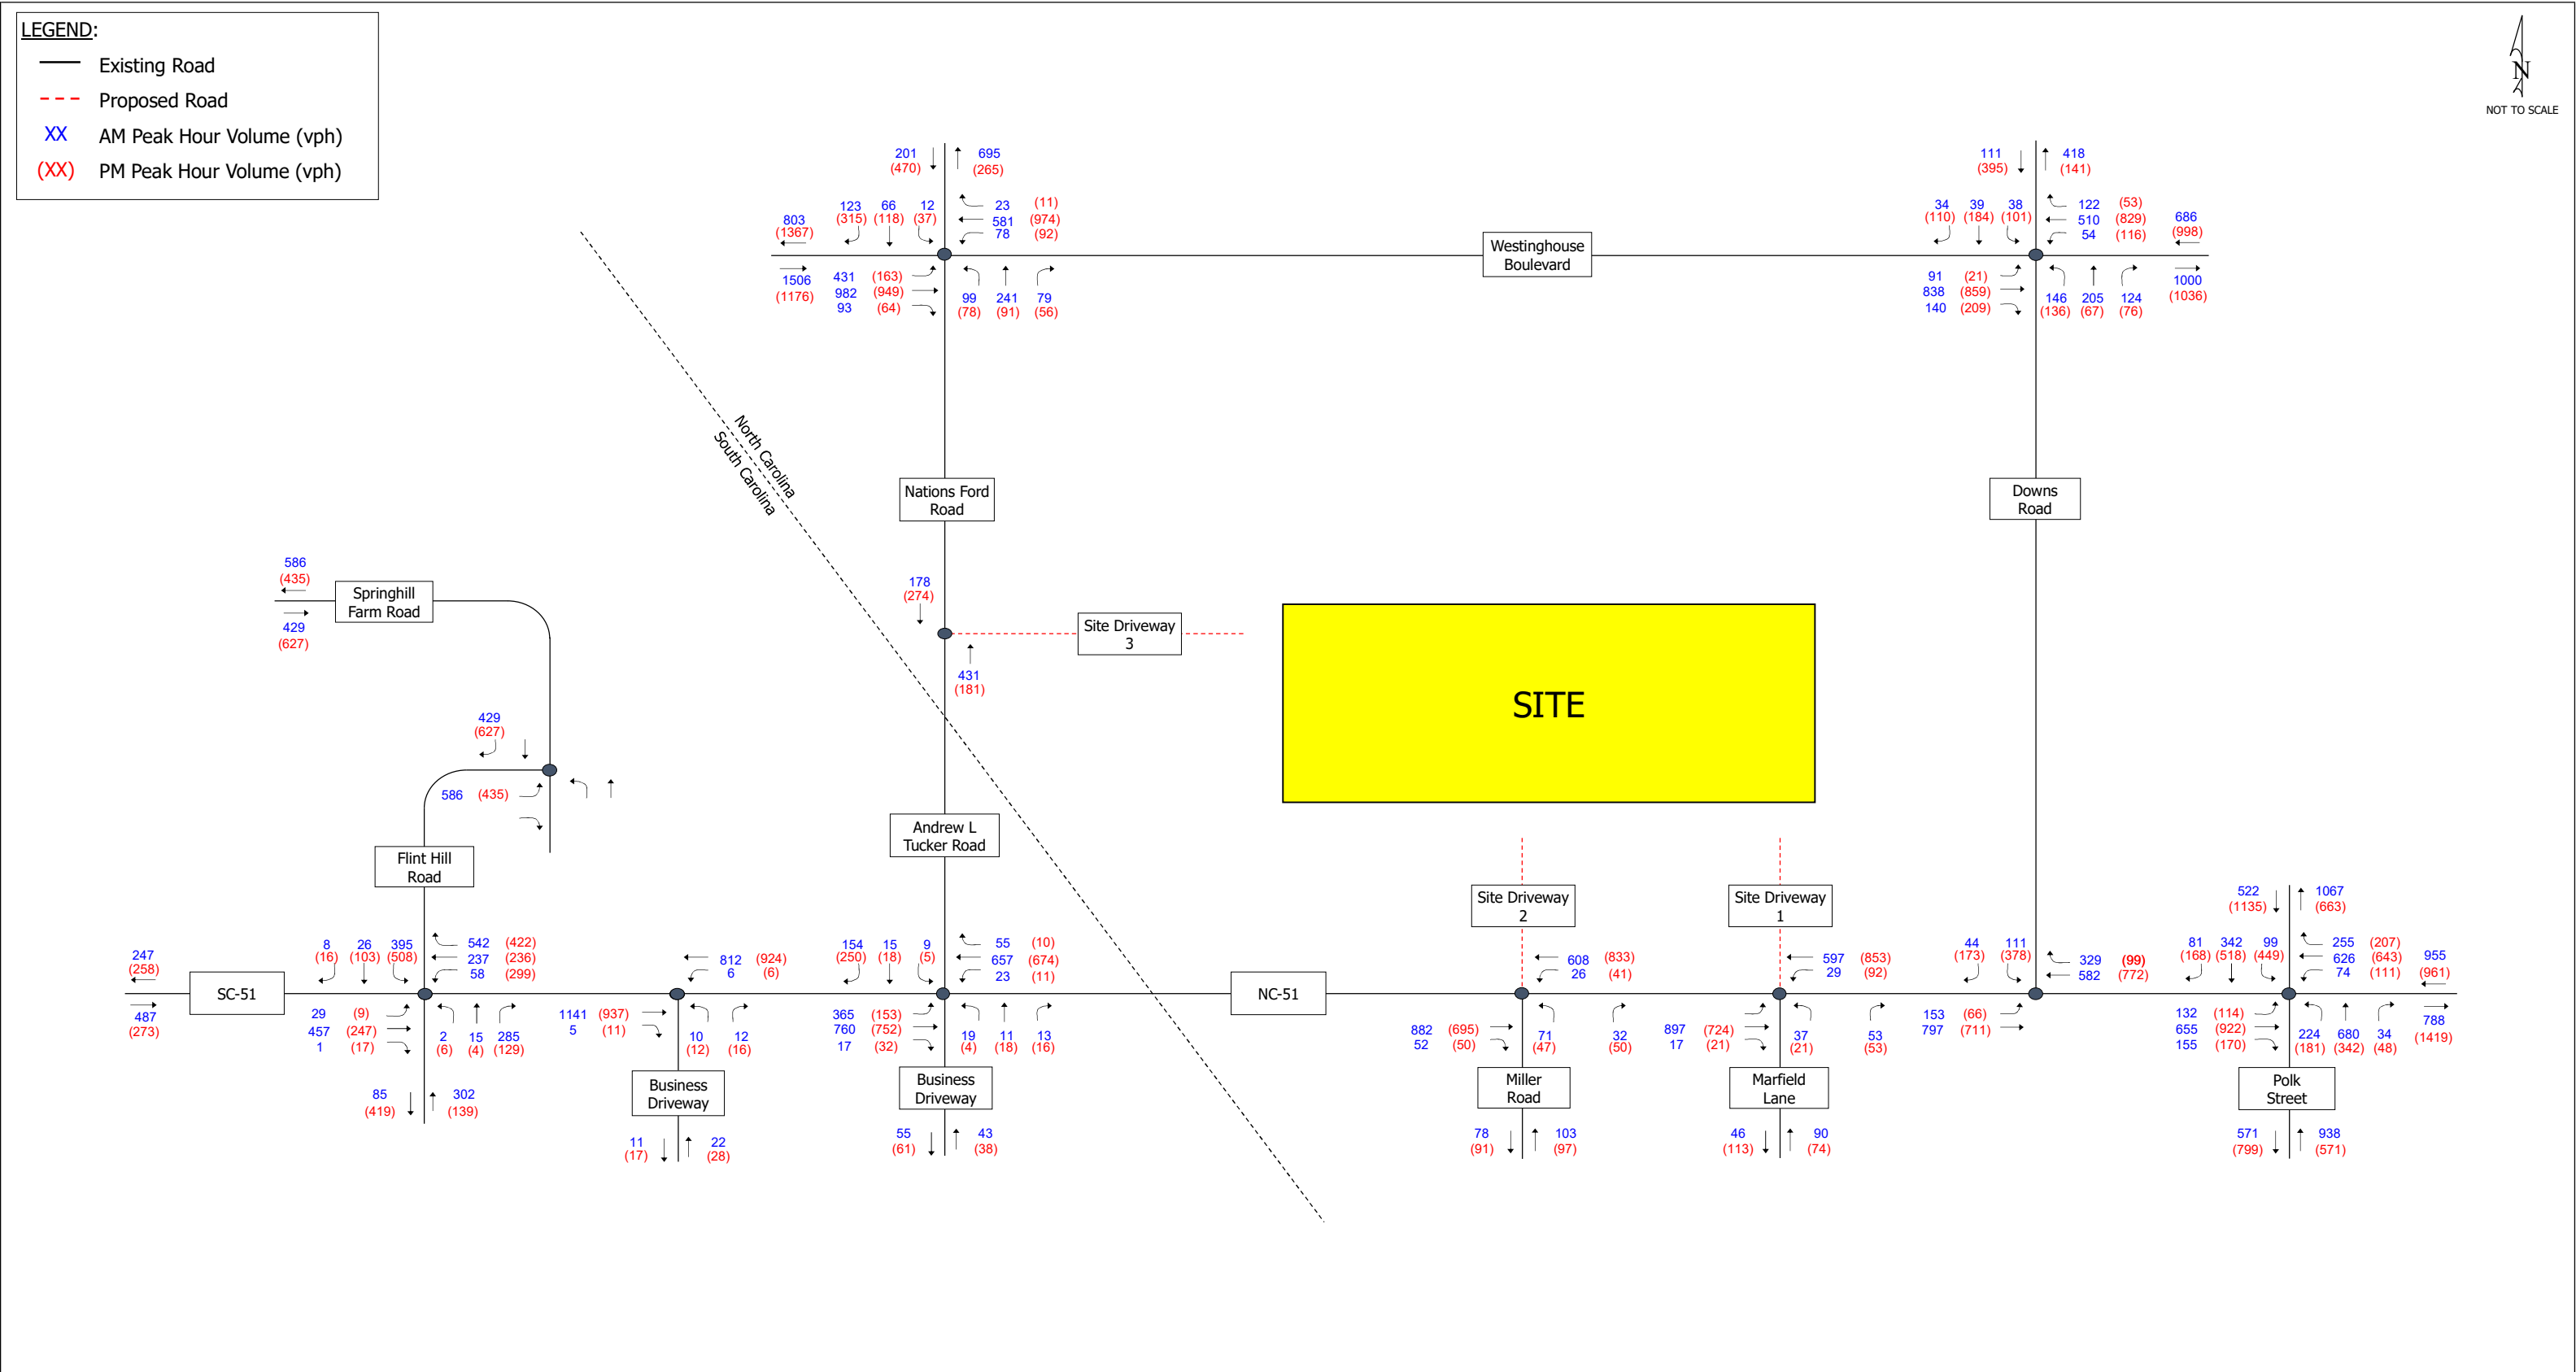 LEGEND:
Existing Road
Proposed Road
XX AM Peak Hour Volume (vph)
(XX) PM Peak Hour Volume (vph)
N
NOT TO SCALE
201 695
(470) (265)
123 66 12
(315) (118) (37)
23 (11)
581 (974)
78 (92)
803
(1367)
1506
(1176)
431 (163)
982 (949)
93 (64)
99 241 79
(78) (91) (56)
Westinghouse
Boulevard
111 418
(395) (141)
34 39 38
(110) (184) (101)
122 (53)
510 (829)
54 (116)
686
(998)
91 (21)
838 (859)
140 (209)
146 205 124
(136) (67) (76)
1000
(1036)
North Carolina
South Carolina
Nations Ford
Road
Downs
Road
586
(435)
Springhill
Farm Road
429
(627)
178
(274)
Site Driveway
3
431
(181)
SITE
429
(627)
586 (435)
Andrew L
Tucker Road
Flint Hill
Road
Site Driveway
2
Site Driveway
1
522 1067
(1135) (663)
247
(258)
SC-51
487
(273)
8 26 395
(16) (103) (508)
542 (422)
237 (236)
58 (299)
29 (9)
457 (247)
1 (17)
2 15 285
(6) (4) (129)
85 302
(419) (139)
812 (924)
6 (6)
1141 (937)
5 (11)
10 12
(12) (16)
Business
Driveway
11 22
(17) (28)
154 15 9
(250) (18) (5)
55 (10)
657 (674)
23 (11)
365 (153)
760 (752)
17 (32)
19 11 13
(4) (18) (16)
Business
Driveway
55 43
(61) (38)
NC-51
608 (833)
26 (41)
882 (695)
52 (50)
71 32
(47) (50)
Miller
Road
78 103
(91) (97)
597 (853)
29 (92)
897 (724)
17 (21)
37 53
(21) (53)
Marfield
Lane
46 90
(113) (74)
44 111
(173) (378)
329 (99)
582 (772)
153 (66)
797 (711)
81 342 99
(168) (518) (449)
255 (207)
626 (643)
74 (111)
955
(961)
132 (114)
655 (922)
155 (170)
224 680 34
(181) (342) (48)
788
(1419)
Polk
Street
571 938
(799) (571)